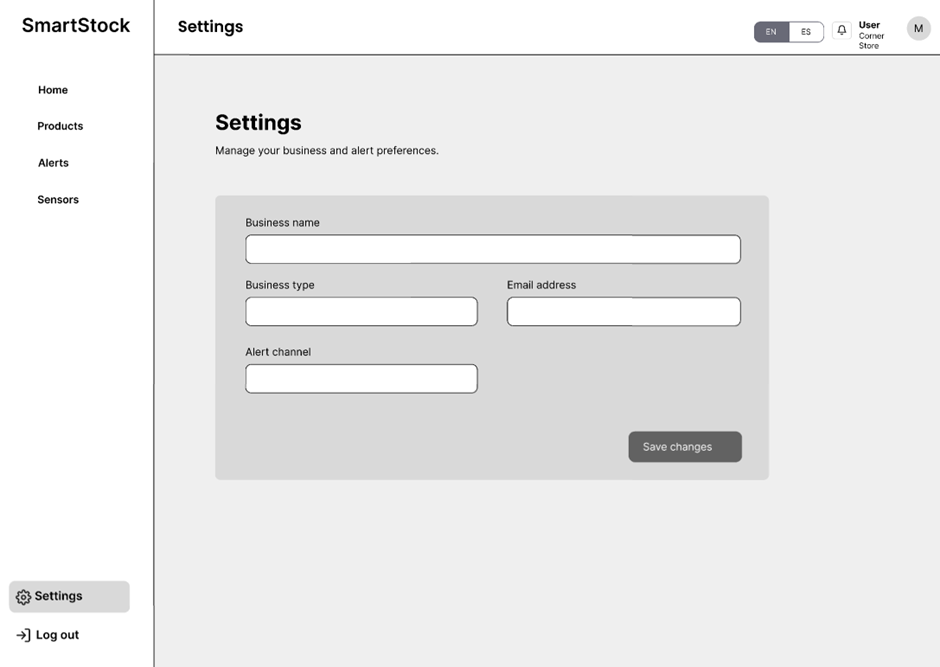 SmartStock
Settings
EN
ES
User
Corner
Store
M
Home
Products
Alerts
Sensors
Settings
Manage your business and alert preferences.
Business name
Business type
Email address
Alert channel
Save changes
Settings
Log out